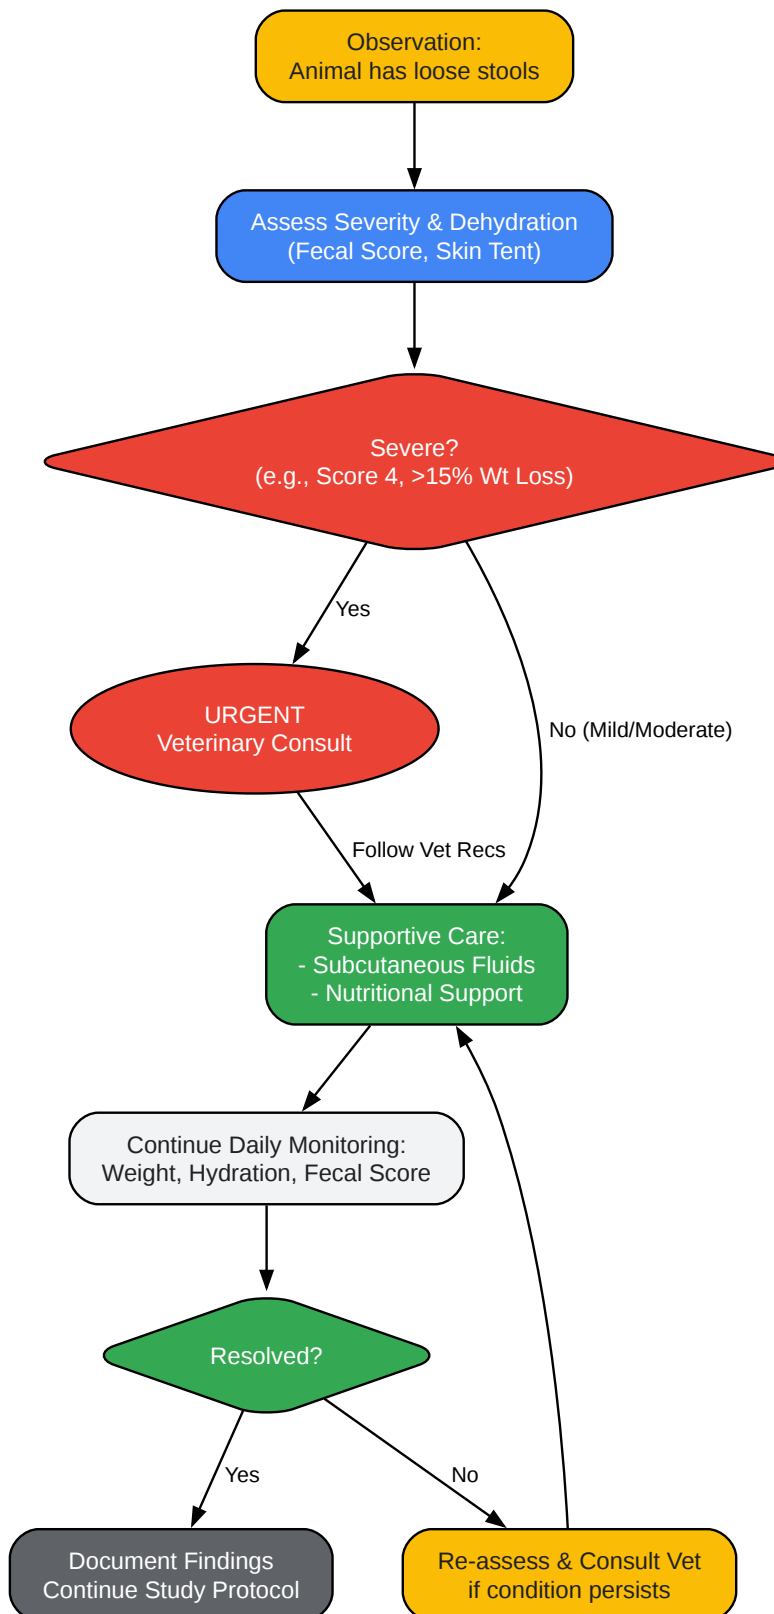 Observation:
Animal has loose stools
Assess Severity & Dehydration
(Fecal Score, Skin Tent)
Severe?
(e.g., Score 4, >15% Wt Loss)
Yes
URGENT
Veterinary Consult
No (Mild/Moderate)
Follow Vet Recs
Supportive Care:
- Subcutaneous Fluids
- Nutritional Support
Continue Daily Monitoring:
Weight, Hydration, Fecal Score
Resolved?
Yes
No
Document Findings
Continue Study Protocol
Re-assess & Consult Vet
if condition persists